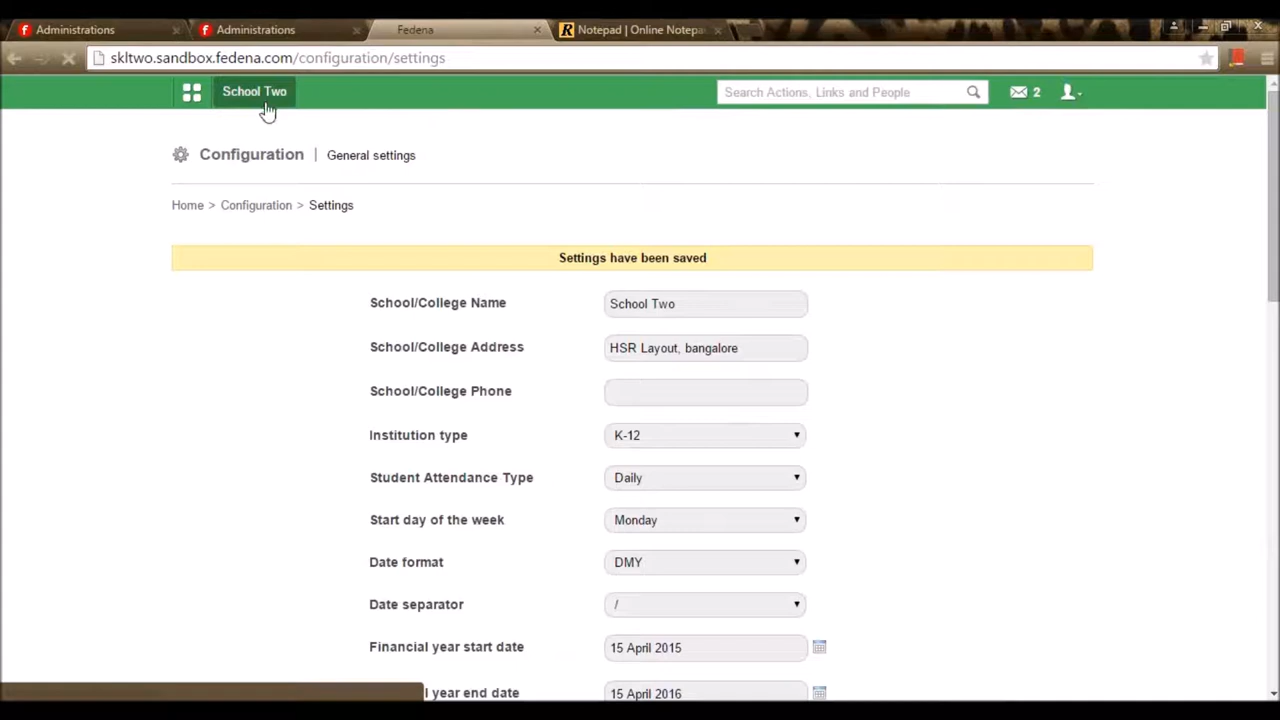 Administrations
Administrations
Fedena
Notepad | Online Notepa
skltwo.sandbox.fedena.com/configuration/settings
School Two
Search Actions, Links and People
2
Configuration | General settings
Home > Configuration > Settings
Settings have been saved
School/College Name School Two
School/College Address HSR Layout, bangalore
School/College Phone
Institution type K-12
Student Attendance Type Daily
Start day of the week Monday
Date format DMY
Date separator /
Financial year start date 15 April 2015
l year end date 15 April 2016